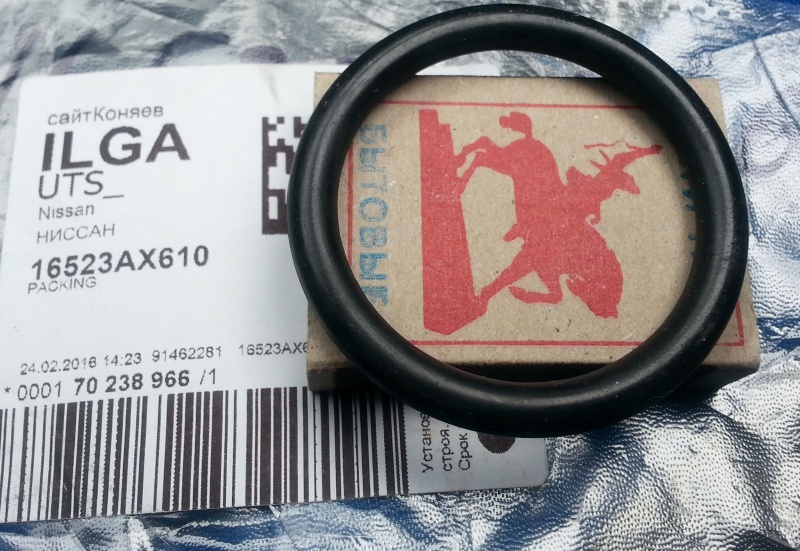 сайтКоняев
ILGA
UTS_
Nissan
НИССАН
16523AX610
PACKING
24.02.2016 14:23 91462281 16523AX6
* 0001 70 238 966 /1
Установ
строя..
Срок
БЫТОВЫЕ